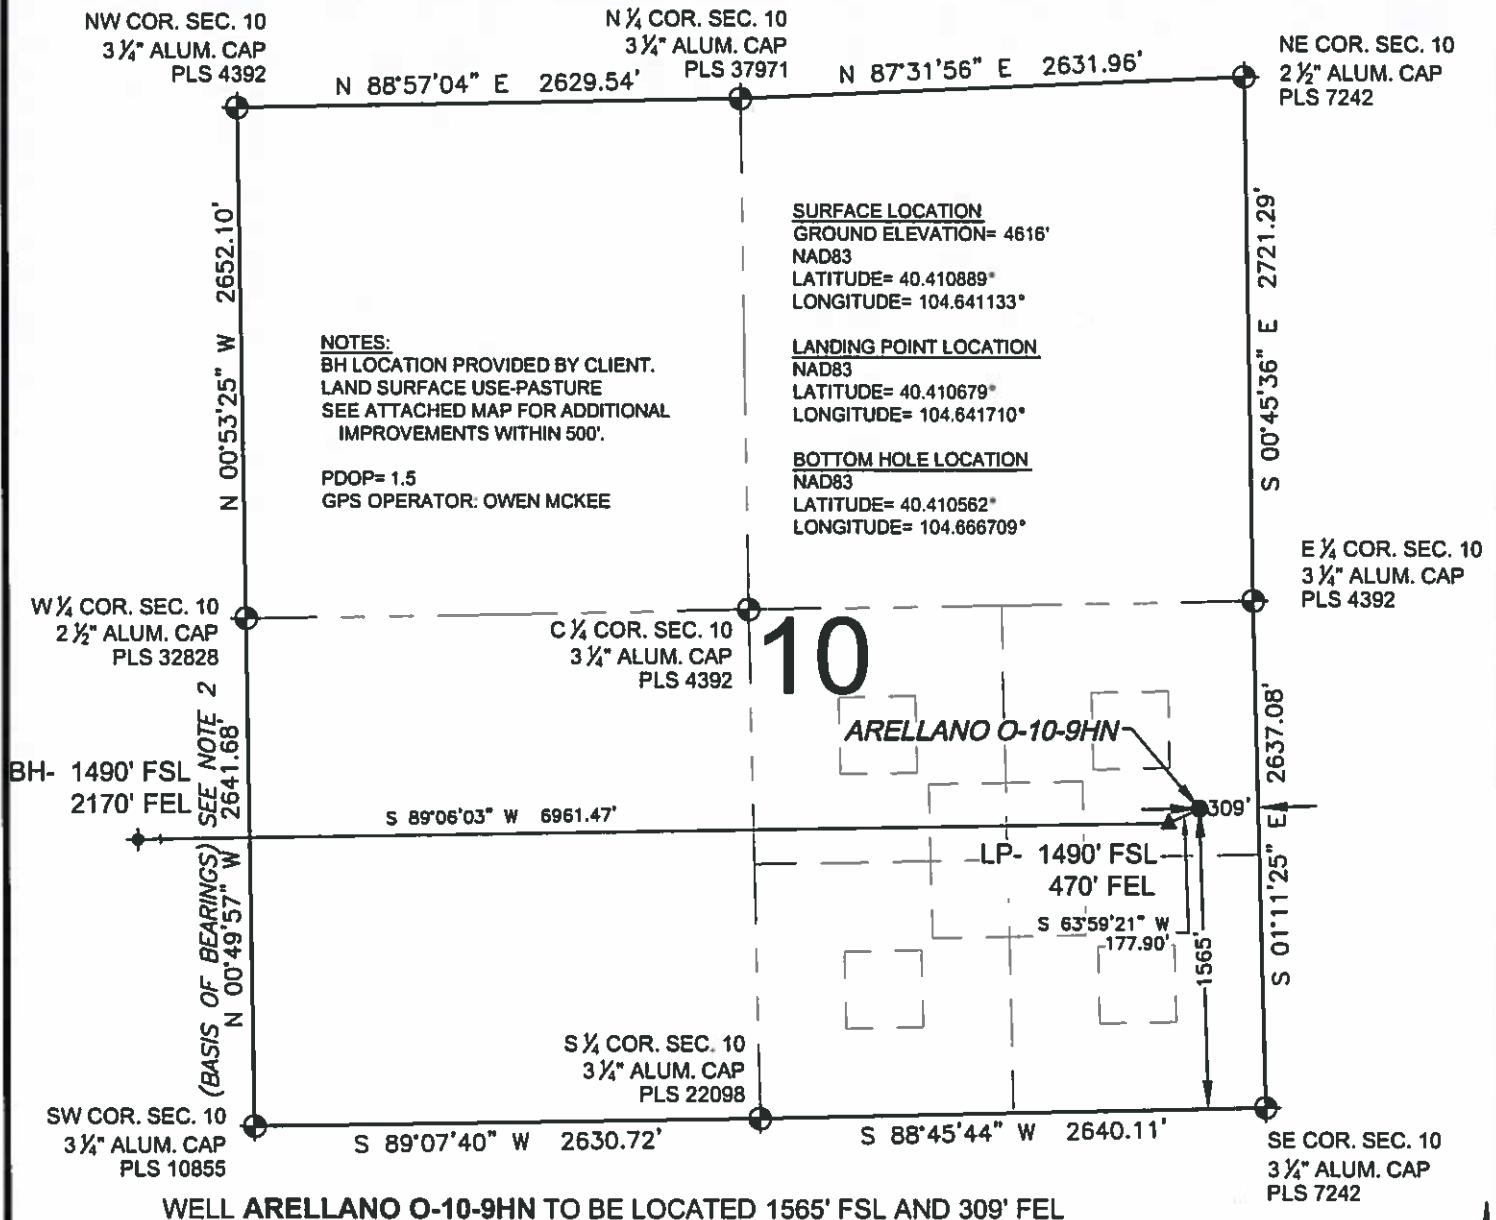 NW COR. SEC. 10
3 ¼" ALUM. CAP
PLS 4392
N ¼ COR. SEC. 10
3 ¼" ALUM. CAP
PLS 37971
NE COR. SEC. 10
2 ½" ALUM. CAP
PLS 7242
N 88°57'04" E 2629.54'
N 87°31'56" E 2631.96'
N 00°53'25" W 2652.10'
S 00°45'36" E 2721.29'
NOTES:
BH LOCATION PROVIDED BY CLIENT.
LAND SURFACE USE-PASTURE
SEE ATTACHED MAP FOR ADDITIONAL
IMPROVEMENTS WITHIN 500'.
PDOP= 1.5
GPS OPERATOR: OWEN MCKEE
SURFACE LOCATION
GROUND ELEVATION= 4616'
NAD83
LATITUDE= 40.410889°
LONGITUDE= 104.641133°
LANDING POINT LOCATION
NAD83
LATITUDE= 40.410679°
LONGITUDE= 104.641710°
BOTTOM HOLE LOCATION
NAD83
LATITUDE= 40.410562°
LONGITUDE= 104.666709°
W ¼ COR. SEC. 10
2 ½" ALUM. CAP
PLS 32828
C ¼ COR. SEC. 10
3 ¼" ALUM. CAP
PLS 4392
10
E ¼ COR. SEC. 10
3 ¼" ALUM. CAP
PLS 4392
ARELLANO O-10-9HN
BH- 1490' FSL
2170' FEL
(BASIS OF BEARINGS) SEE NOTE 2
N 00°49'57" W 2641.68'
S 89°06'03" W 6961.47'
309'
LP- 1490' FSL
470' FEL
S 63°59'21" W
177.90'
1565'
S 01°11'25" E 2637.08'
S ¼ COR. SEC. 10
3 ¼" ALUM. CAP
PLS 22098
SW COR. SEC. 10
3 ¼" ALUM. CAP
PLS 10855
S 89°07'40" W 2630.72'
S 88°45'44" W 2640.11'
SE COR. SEC. 10
3 ¼" ALUM. CAP
PLS 7242
WELL ARELLANO O-10-9HN TO BE LOCATED 1565' FSL AND 309' FEL